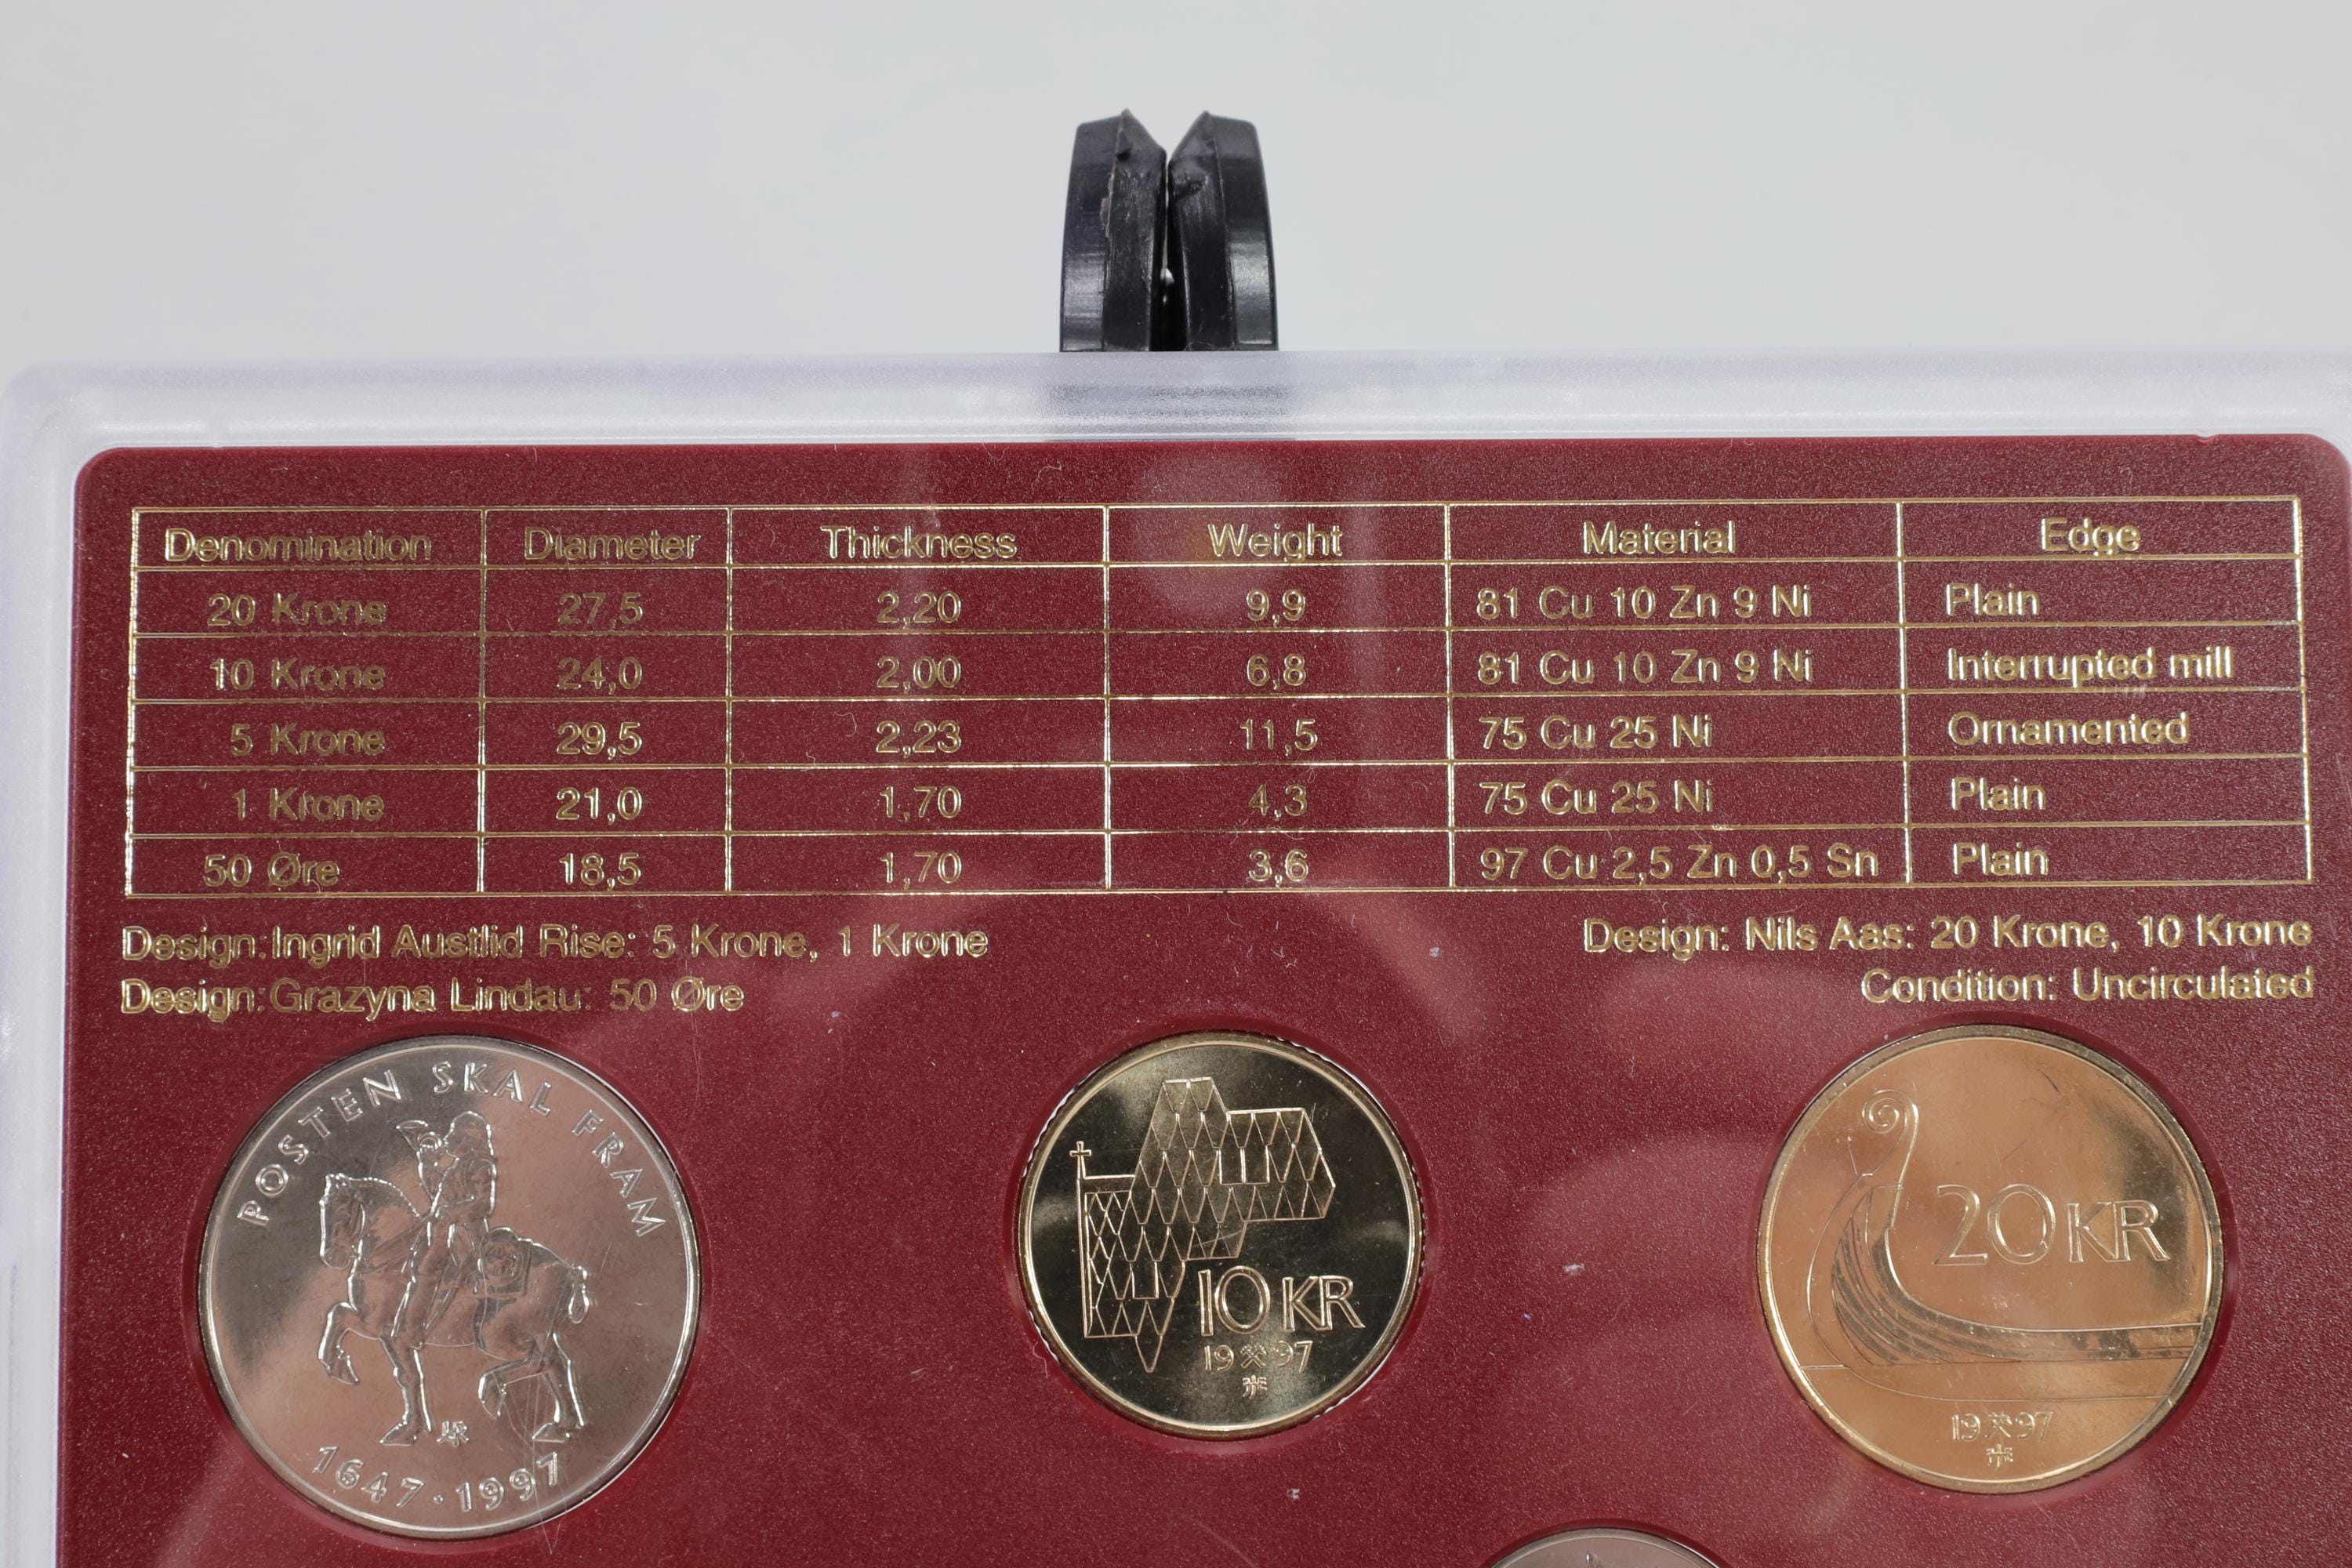 Denomination Diameter Thickness Weight Material Edge
20 Krone 27,5 2,20 9,9 81 Cu 10 Zn 9 Ni Plain
10 Krone 24,0 2,00 6,8 81 Cu 10 Zn 9 Ni Interrupted mill
5 Krone 29,5 2,23 11,5 75 Cu 25 Ni Ornamented
1 Krone 21,0 1,70 4,3 75 Cu 25 Ni Plain
50 Øre 18,5 1,70 3,6 97 Cu 2,5 Zn 0,5 Sn Plain
Design: Ingrid Austlid Rise: 5 Krone, 1 Krone
Design: Grazyna Lindau: 50 Øre
Design: Nils Aas: 20 Krone, 10 Krone
Condition: Uncirculated
POSTEN SKAL FRAM
1647·1997
10 KR
19 97
20 KR
19 97